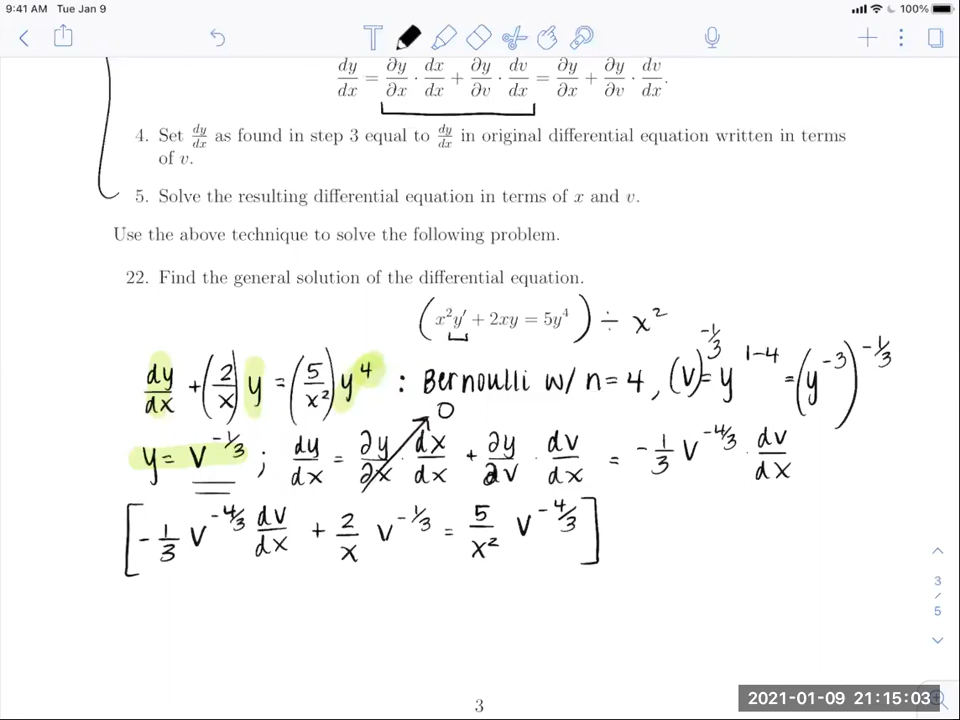 9:41 AM Tue Jan 9 100%
dy/dx = ∂y/∂x · dx/dx + ∂y/∂v · dv/dx = ∂y/∂x + ∂y/∂v · dv/dx.
4. Set dy/dx as found in step 3 equal to dy/dx in original differential equation written in terms
of v.
5. Solve the resulting differential equation in terms of x and v.
Use the above technique to solve the following problem.
22. Find the general solution of the differential equation.
(x²y′ + 2xy = 5y⁴) ÷ x²
dy/dx + (2/x) y = (5/x²) y⁴ : Bernoulli w/ n = 4, (v)^(-1/3) = y^(1-4) = (y^(-3))^(-1/3)
y = v^(-1/3) ; dy/dx = ∂y/∂x · dx/dx → 0 + ∂y/∂v · dv/dx = -1/3 v^(-4/3) · dv/dx
[-1/3 v^(-4/3) dv/dx + 2/x v^(-1/3) = 5/x² v^(-4/3)]
3
/
5
3
2021-01-09 21:15:03